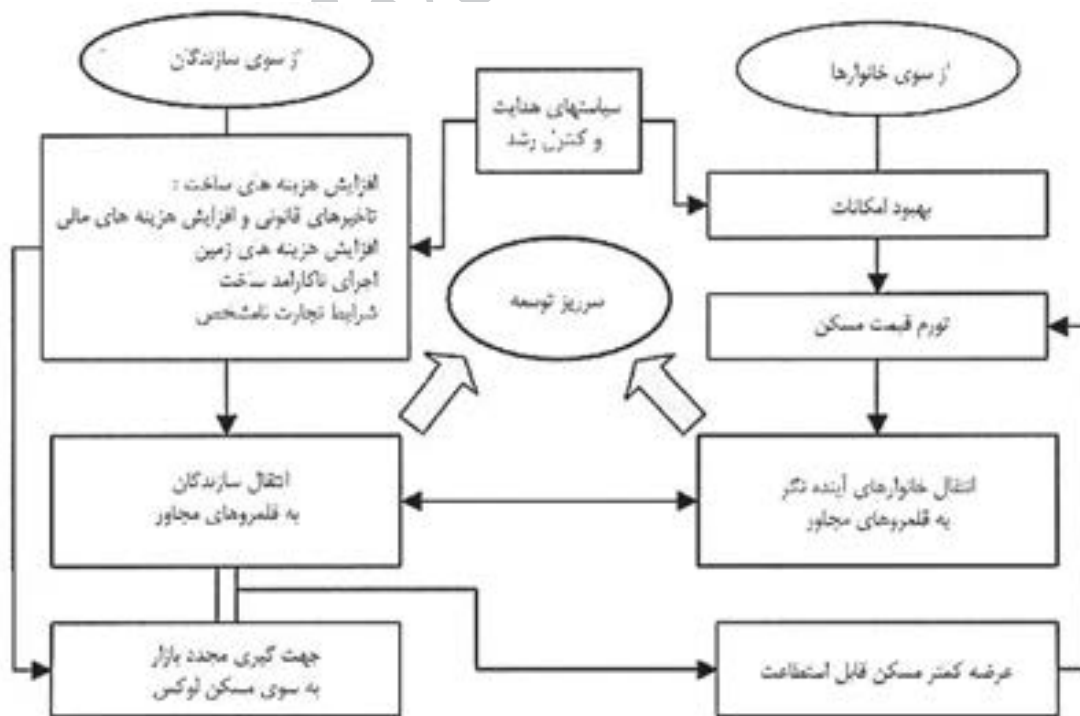 از سوی خانوارها
سیاستهای هدایت
و کنترل رشد
از سوی سازندگان
بهبود امکانات
افزایش هزینه های ساخت :
تاخیرهای قانونی و افزایش هزینه های مالی
افزایش هزینه های زمین
اجرای ناکارامد ساخت
شرایط تجارت نامشخص
سرریز توسعه
تورم قیمت مسکن
انتقال خانوارهای آینده نگر
به قلمروهای مجاور
انتقال سازندگان
به قلمروهای مجاور
عرضه کمتر مسکن قابل استطاعت
جهت گیری مجدد بازار
به سوی مسکن لوکس